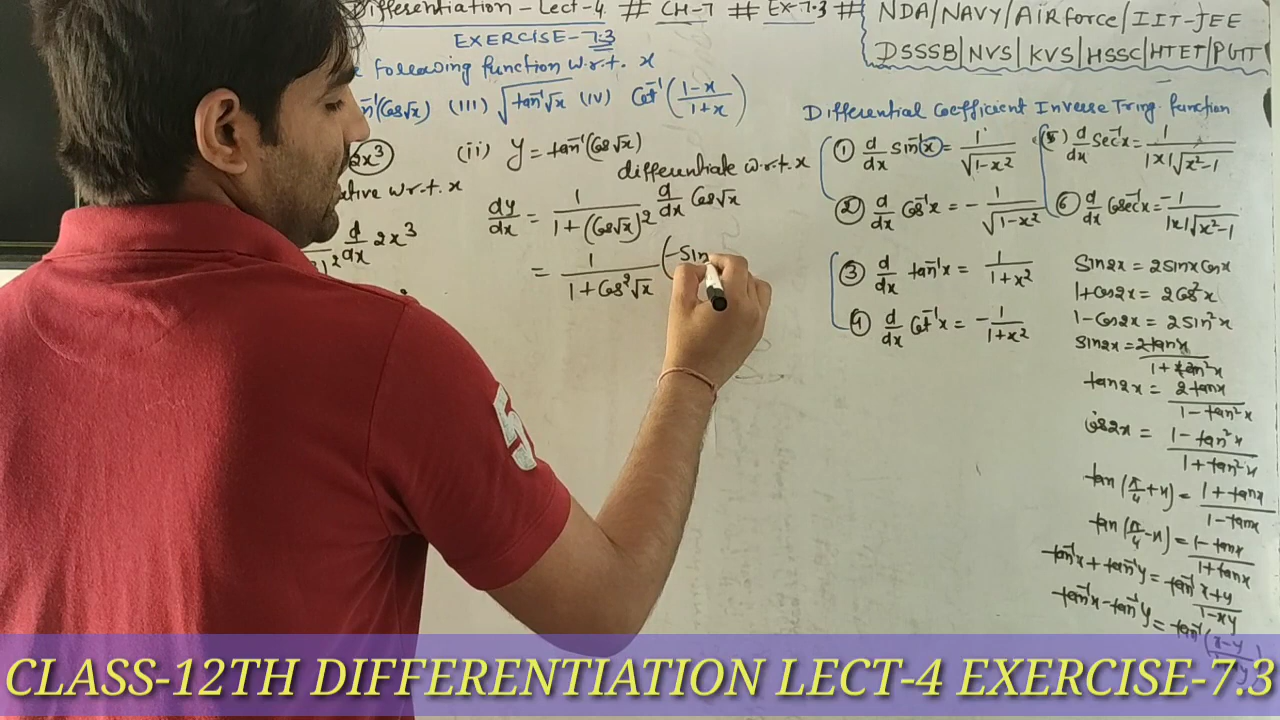 Differentiation - Lect-4 # CH-7 # EX-7.3 #
NDA/NAVY/AIRforce/IIT-JEE
DSSSB|NVS|KVS|HSSC|HTET|PGTT
EXERCISE-7.3
following function w.r.t. x
(Cos√x) (III) √(tan⁻¹√x) (IV) Cot⁻¹((1-x)/(1+x))
2x³
w.r.t. x
d/dx 2x³
(ii) y = tan⁻¹(Cos√x)
differentiate w.r.t x
dy/dx = 1/(1+(Cos√x)²) d/dx Cos√x
= 1/(1+Cos²√x) (-Sin
Differential Coefficient Inverse Tring. function
① d/dx Sin⁻¹x = 1/√(1-x²)
② d/dx Cos⁻¹x = -1/√(1-x²)
③ d/dx tan⁻¹x = 1/(1+x²)
④ d/dx Cot⁻¹x = -1/(1+x²)
⑤ d/dx Sec⁻¹x = 1/(|x|√(x²-1))
⑥ d/dx Cosec⁻¹x = -1/(|x|√(x²-1))
Sin2x = 2Sinx Cosx
1+Cos2x = 2Cos²x
1-Cos2x = 2Sin²x
Sin2x = 2tanx/(1+tan²x)
tan2x = 2tanx/(1-tan²x)
Cos2x = (1-tan²x)/(1+tan²x)
tan(π/4+x) = (1+tanx)/(1-tanx)
tan(π/4-x) = (1-tanx)/(1+tanx)
tan⁻¹x + tan⁻¹y = tan⁻¹ (x+y)/(1-xy)
tan⁻¹x - tan⁻¹y = tan⁻¹(x-y
CLASS-12TH DIFFERENTIATION LECT-4 EXERCISE-7.3